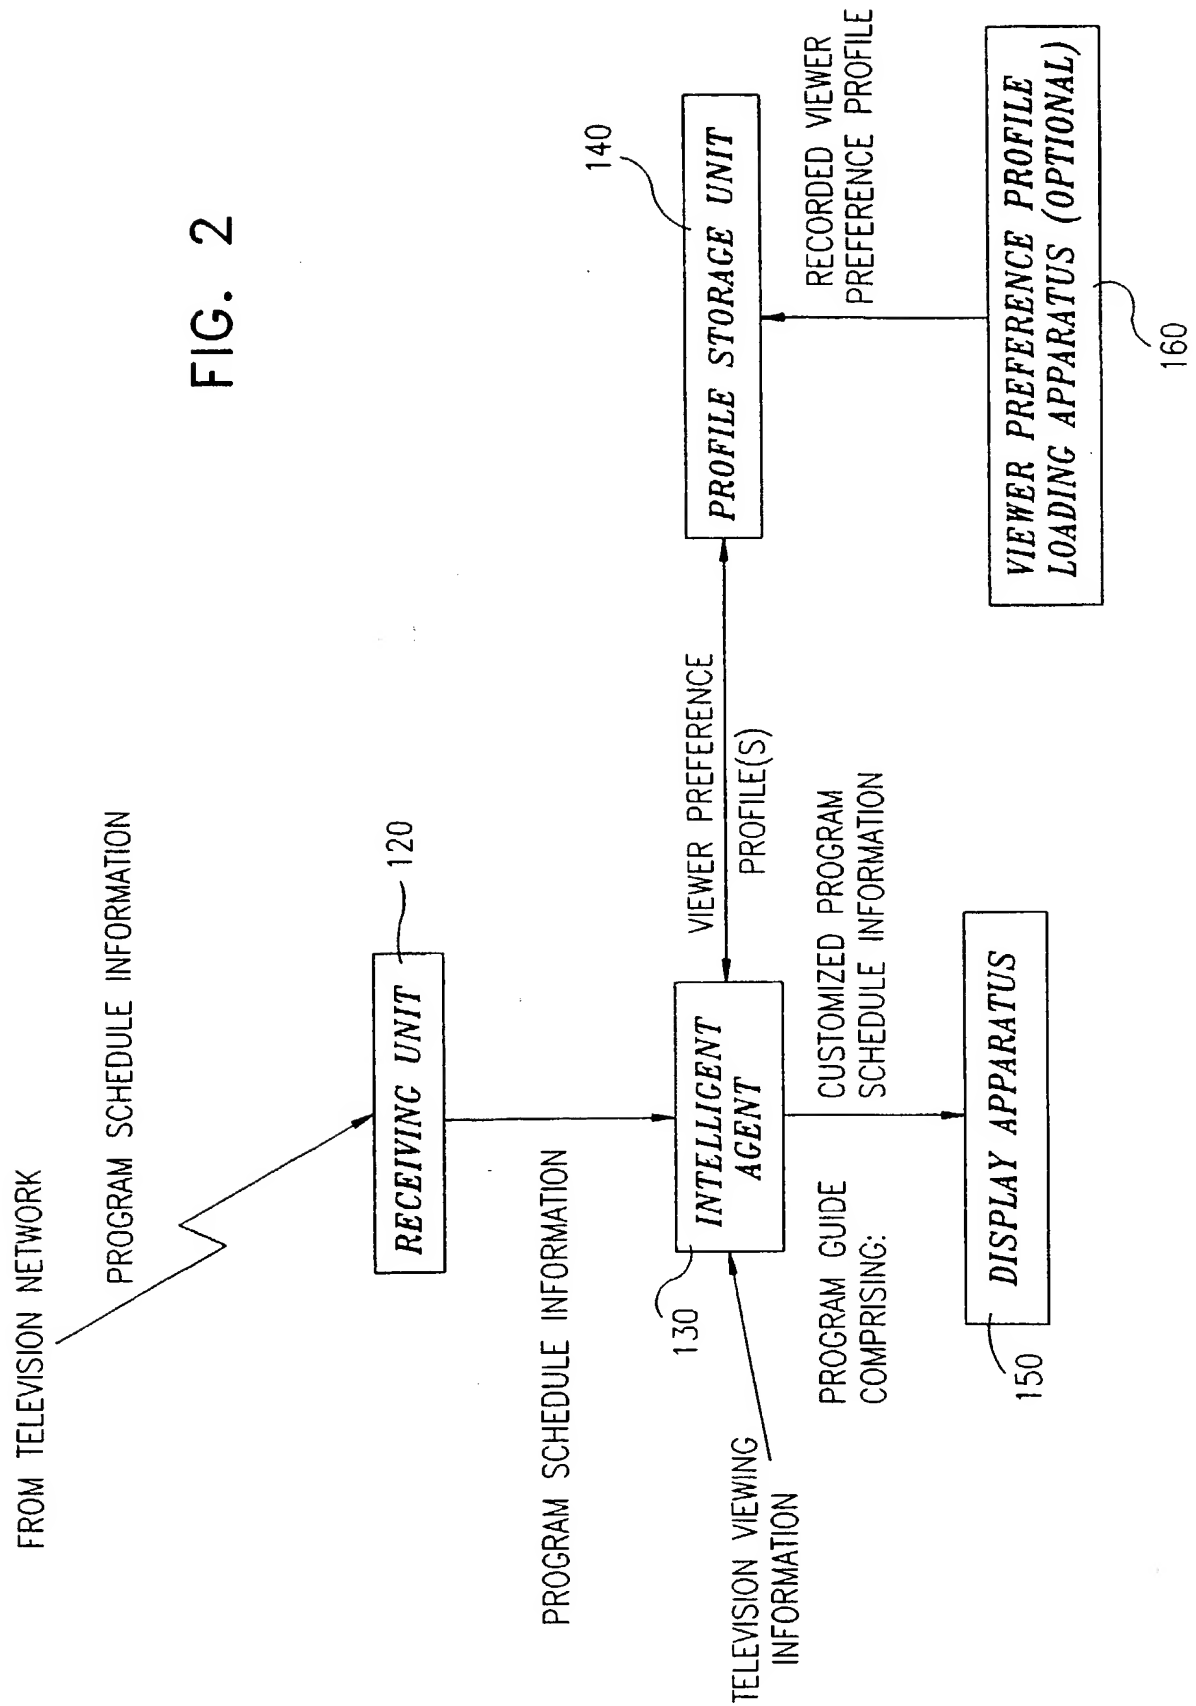 FIG. 2
FROM TELEVISION NETWORK
PROGRAM SCHEDULE INFORMATION
RECEIVING UNIT
120
PROGRAM SCHEDULE INFORMATION
TELEVISION VIEWING
INFORMATION
130
INTELLIGENT
AGENT
VIEWER PREFERENCE
PROFILE(S)
PROFILE STORAGE UNIT
140
PROGRAM GUIDE
COMPRISING:
CUSTOMIZED PROGRAM
SCHEDULE INFORMATION
RECORDED VIEWER
PREFERENCE PROFILE
150
DISPLAY APPARATUS
VIEWER PREFERENCE PROFILE
LOADING APPARATUS (OPTIONAL)
160